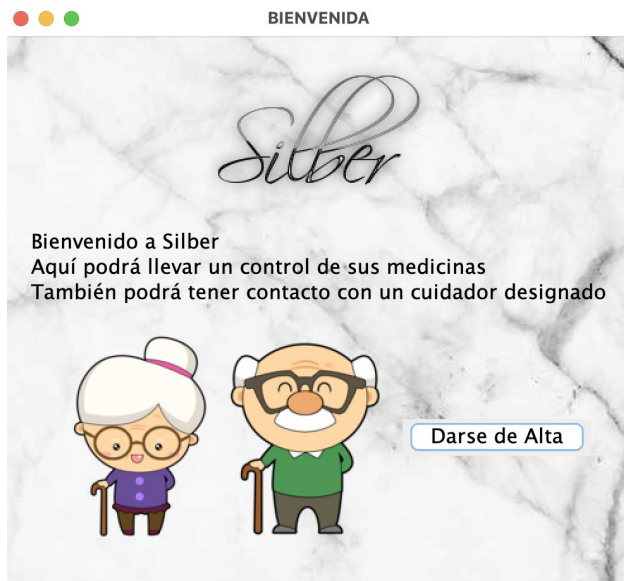 BIENVENIDA
Silber
Bienvenido a Silber
Aquí podrá llevar un control de sus medicinas
También podrá tener contacto con un cuidador designado
Darse de Alta